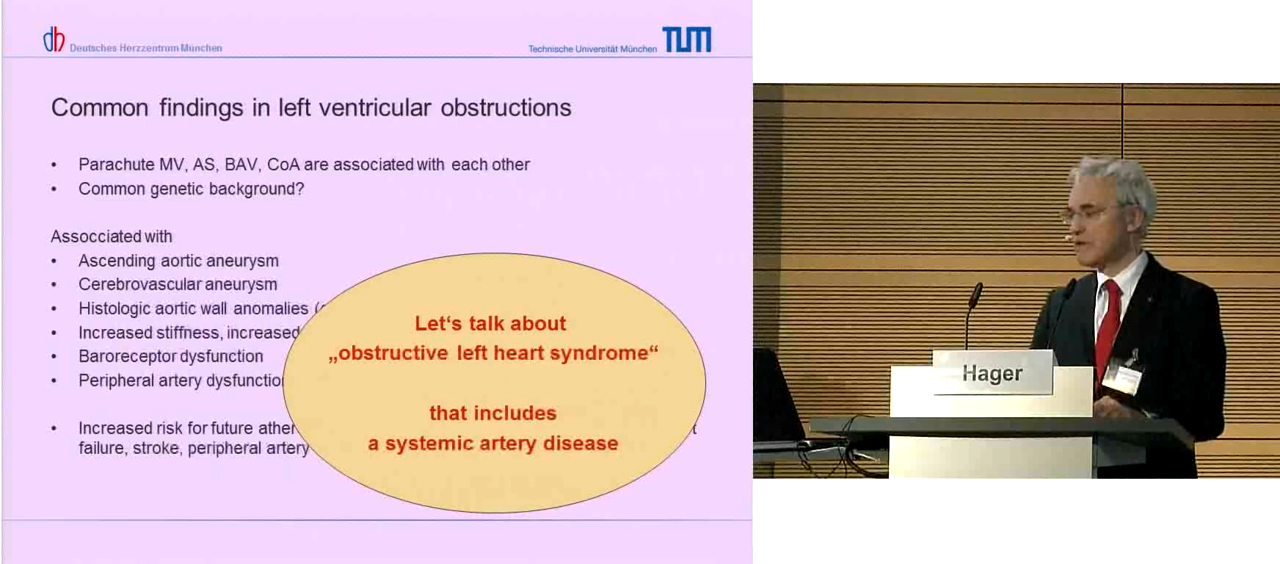 db Deutsches Herzzentrum München
Technische Universität München TUM
Common findings in left ventricular obstructions
• Parachute MV, AS, BAV, CoA are associated with each other
• Common genetic background?
Assocciated with
• Ascending aortic aneurysm
• Cerebrovascular aneurysm
• Histologic aortic wall anomalies (
• Increased stiffness, increased
• Baroreceptor dysfunction
• Peripheral artery dysfunction
• Increased risk for future ather
failure, stroke, peripheral artery
Let's talk about
„obstructive left heart syndrome“
that includes
a systemic artery disease
Hager